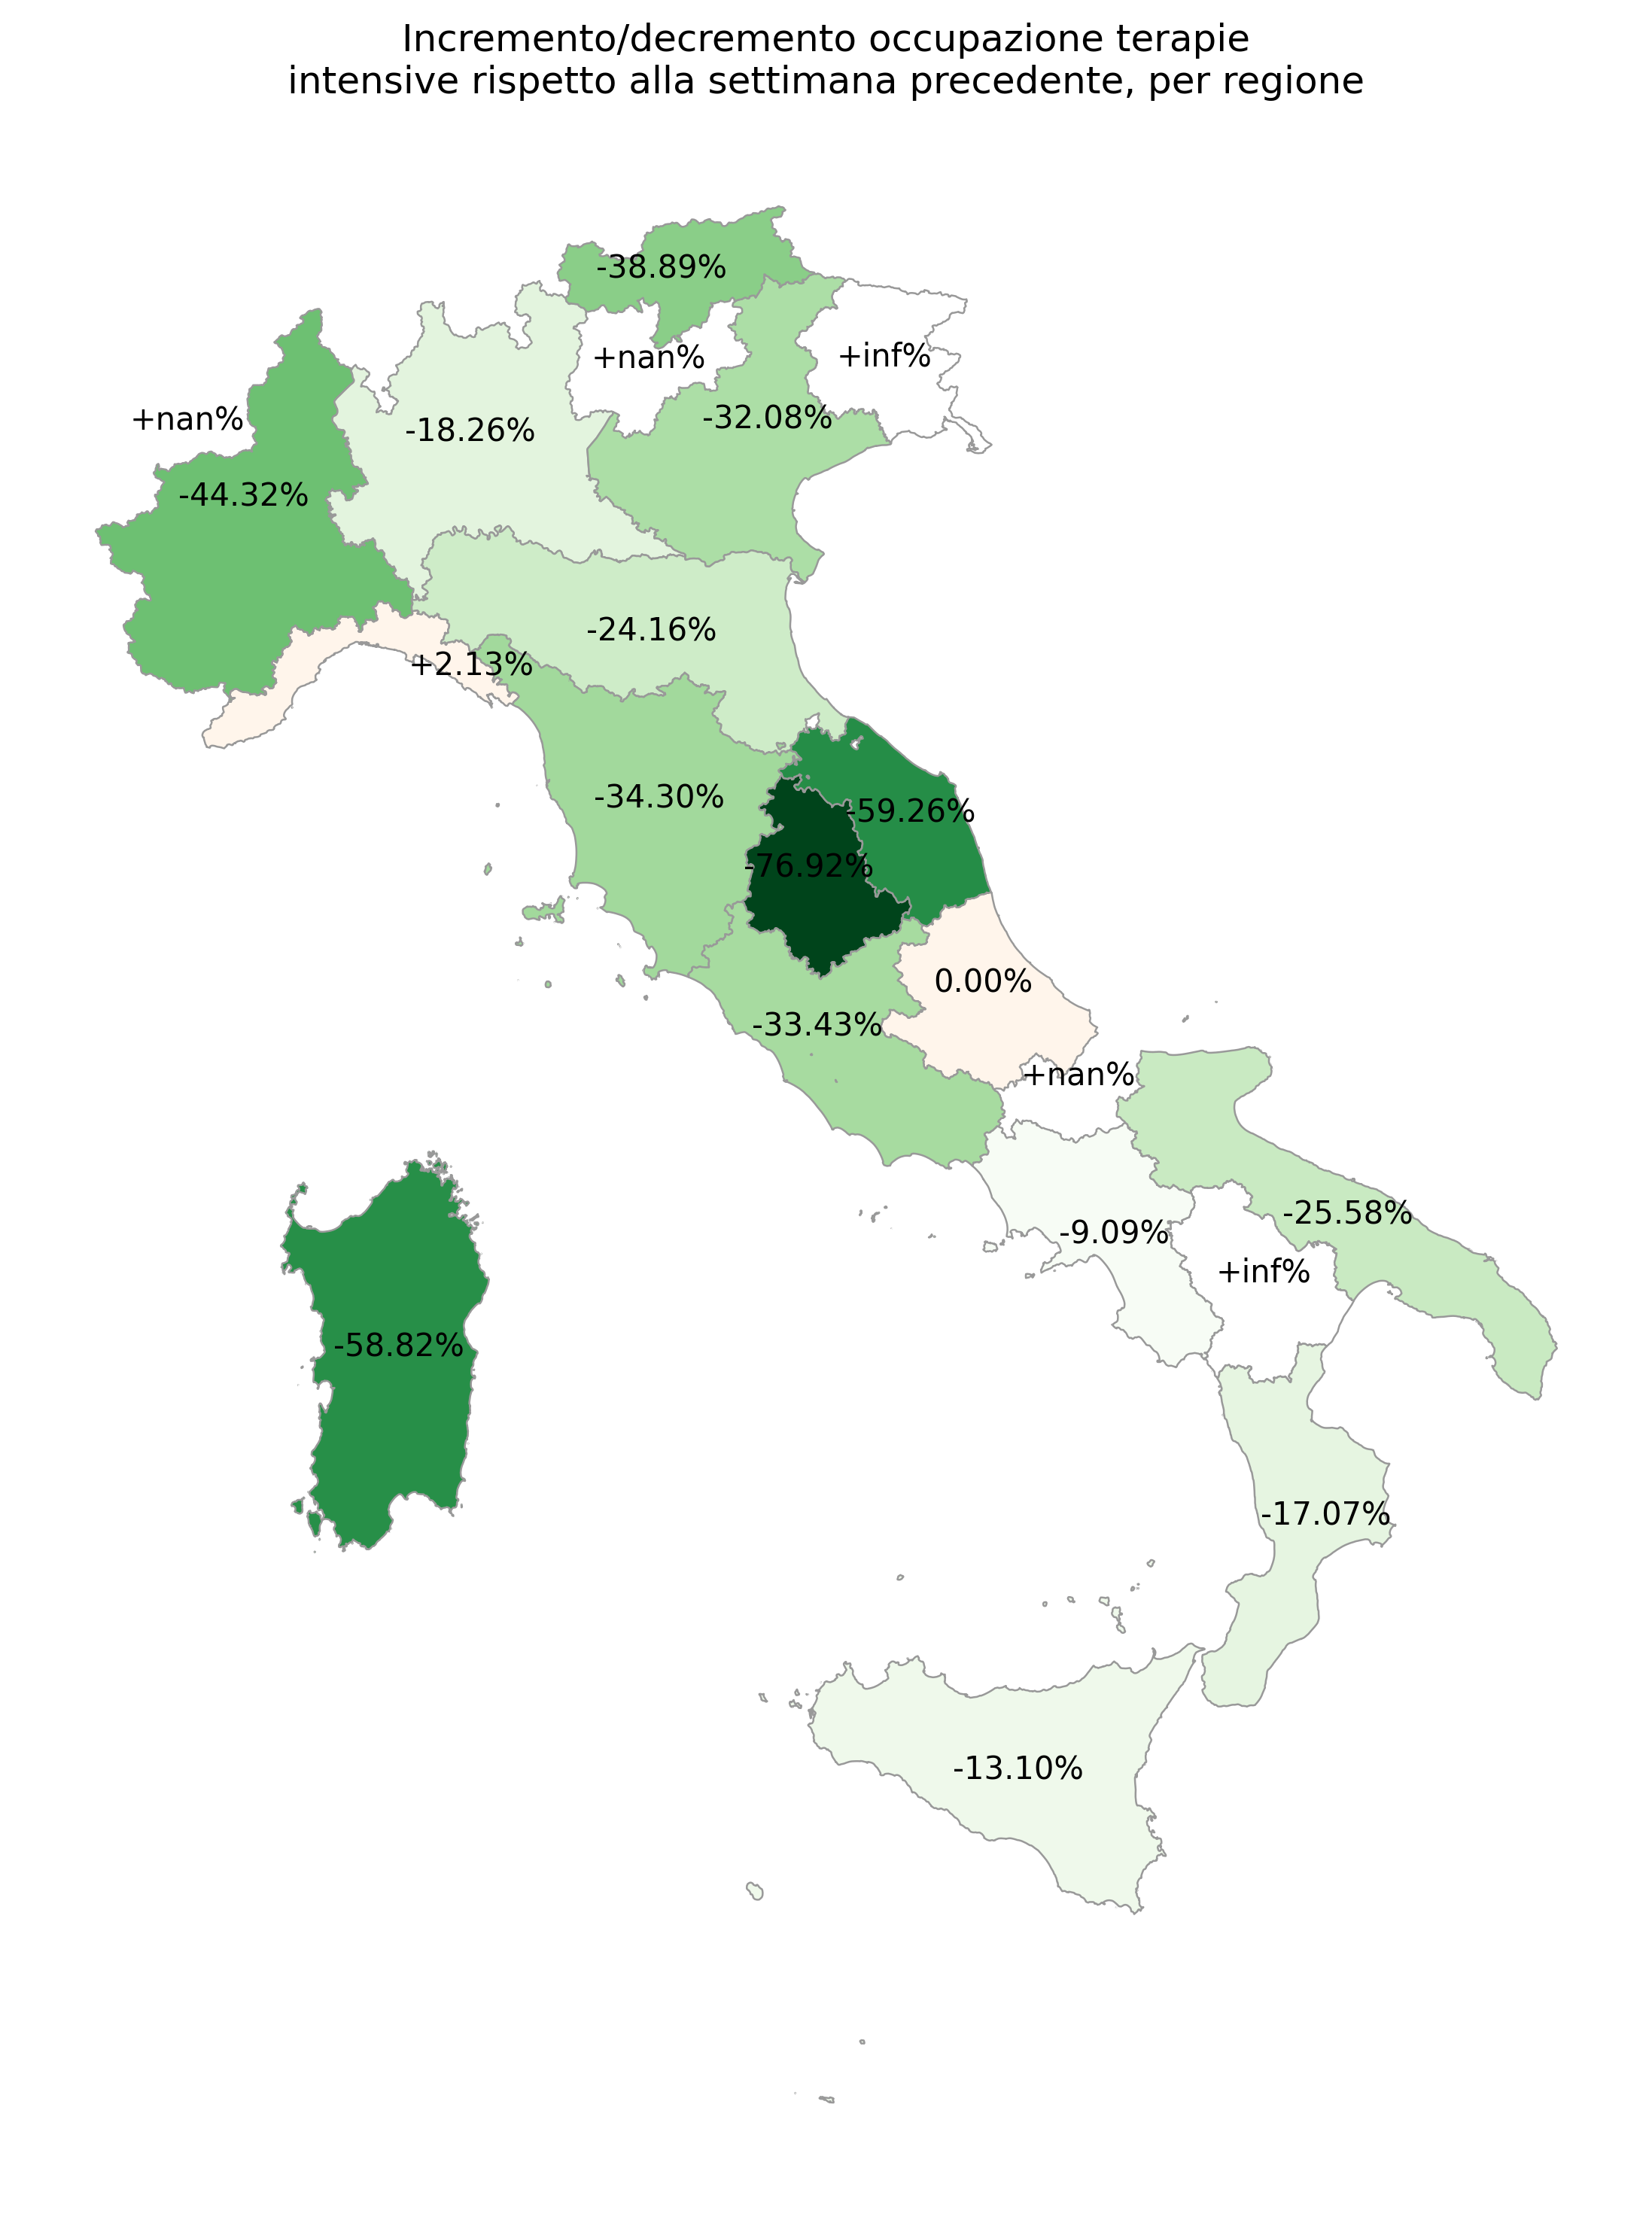 Incremento/decremento occupazione terapie
intensive rispetto alla settimana precedente, per regione
-38.89%
+nan%
+inf%
-32.08%
+nan%
-18.26%
-44.32%
-24.16%
+2.13%
-34.30%
-59.26%
-76.92%
0.00%
-33.43%
+nan%
-25.58%
-9.09%
+inf%
-58.82%
-17.07%
-13.10%